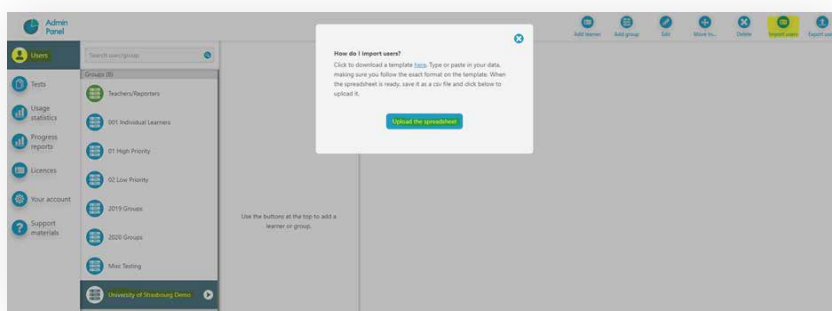 Admin
Panel
Add learner
Add group
Edit
Move to...
Delete
Import users
Export users
Users
Tests
Usage
statistics
Progress
reports
Licences
Your account
Support
materials
Search user/group
Groups (8)
Teachers/Reporters
001 Individual Learners
01 High Priority
02 Low Priority
2019 Groups
2020 Groups
Misc Testing
University of Strasbourg Demo
Use the buttons at the top to add a
learner or group.
How do I import users?
Click to download a template here. Type or paste in your data,
making sure you follow the exact format on the template. When
the spreadsheet is ready, save it as a csv file and click below to
upload it.
Upload the spreadsheet